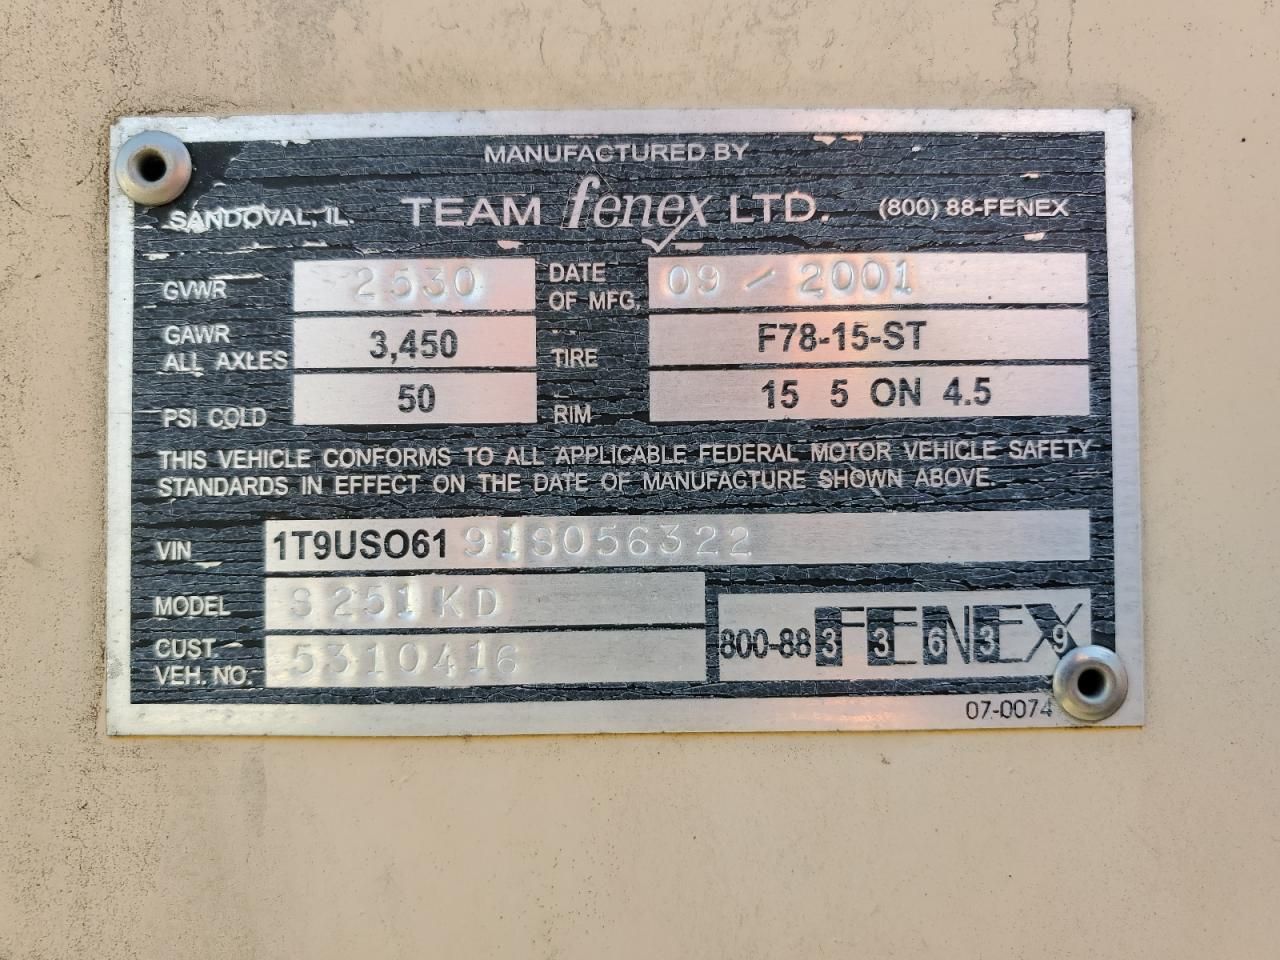 MANUFACTURED BY
SANDOVAL, IL. TEAM fenex LTD. (800) 88-FENEX
GVWR 2530 DATE OF MFG. 09 / 2001
GAWR ALL AXLES 3,450 TIRE F78-15-ST
PSI COLD 50 RIM 15 5 ON 4.5
THIS VEHICLE CONFORMS TO ALL APPLICABLE FEDERAL MOTOR VEHICLE SAFETY
STANDARDS IN EFFECT ON THE DATE OF MANUFACTURE SHOWN ABOVE.
VIN 1T9USO61 91S056322
MODEL S251KD
CUST VEH. NO. 5310416
800-88 FENEX 3 3 6 3 9
07-0074